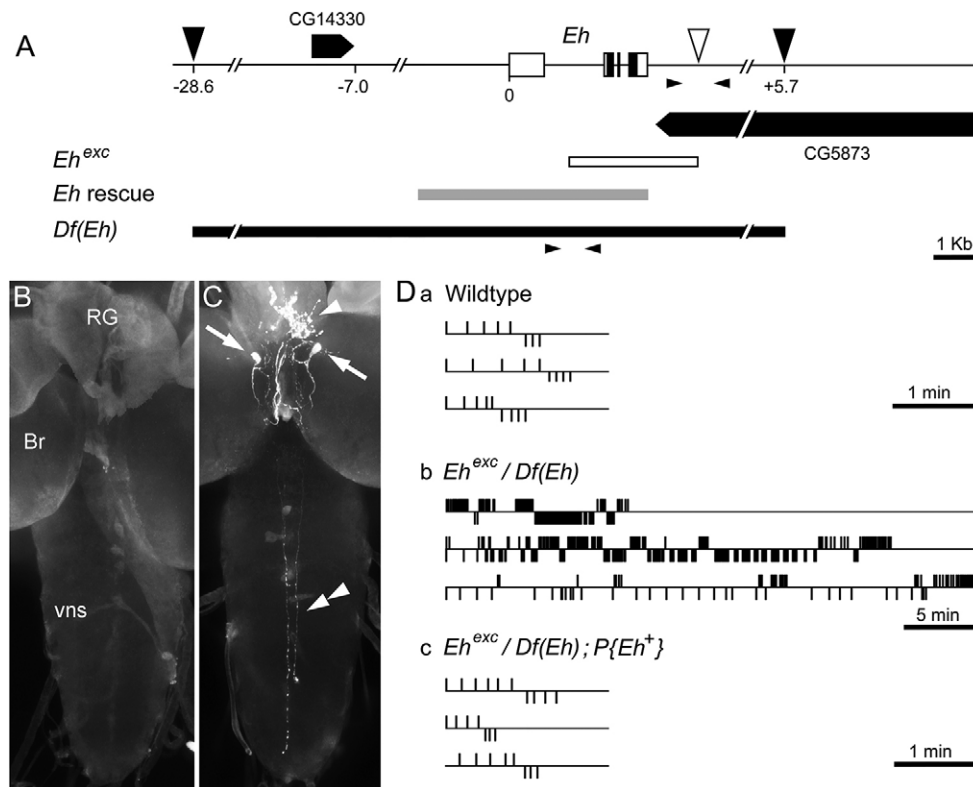 A
CG14330
Eh
-28.6
-7.0
0
+5.7
CG5873
Eh^exc
Eh rescue
Df(Eh)
1 Kb
B
RG
Br
vns
C
D
a Wildtype
1 min
b Eh^exc / Df(Eh)
5 min
c Eh^exc / Df(Eh) ; P{Eh^+}
1 min